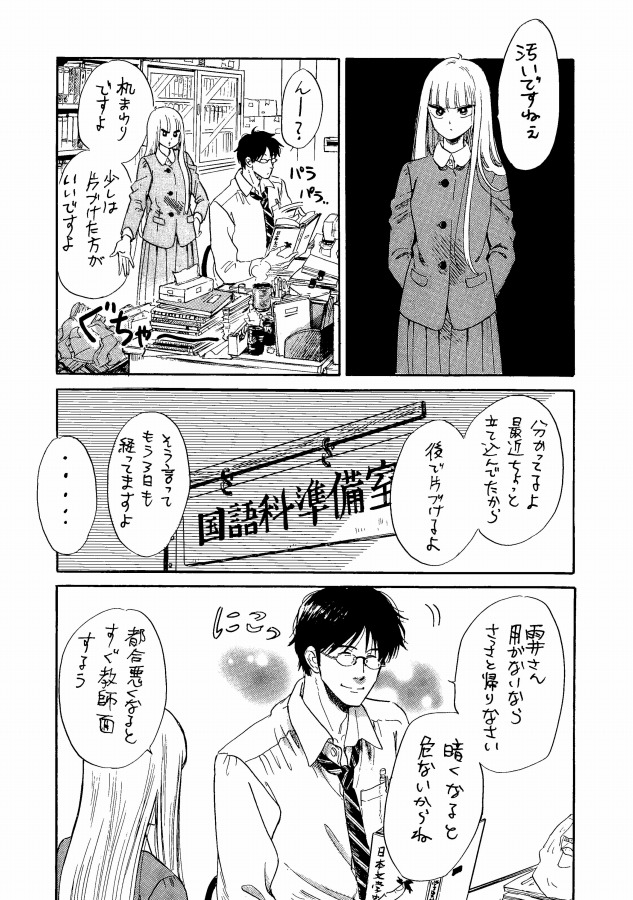 汚いですねぇ
んー？
パラ
パラ..
机まわり
ですよ
少しは
片づけた方が
いいですよ
ぐちゃ
分かってるよ
最近ちょっと
立て込んでたから
後で片づけるよ
国語科準備室
そう言って
もう3日も
経ってますよ
・・・・・
雨井さん
用がないなら
さっさと帰りなさい
暗くなると
危ないからね
にこっ
都合悪くなると
すぐ教師面
するう
日本文学